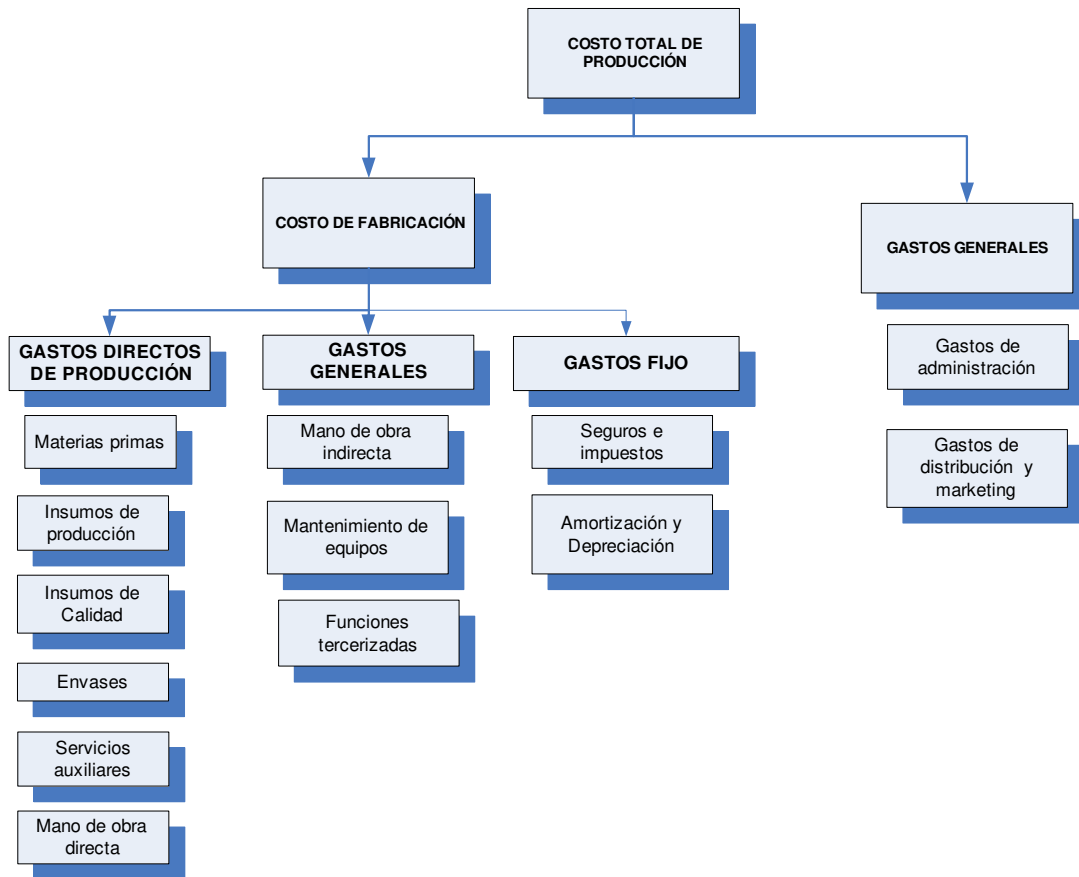 COSTO TOTAL DE
PRODUCCIÓN
COSTO DE FABRICACIÓN
GASTOS GENERALES
GASTOS DIRECTOS
DE PRODUCCIÓN
Materias primas
Insumos de
producción
Insumos de
Calidad
Envases
Servicios
auxiliares
Mano de obra
directa
GASTOS
GENERALES
Mano de obra
indirecta
Mantenimiento de
equipos
Funciones
tercerizadas
GASTOS FIJO
Seguros e
impuestos
Amortización y
Depreciación
Gastos de
administración
Gastos de
distribución y
marketing